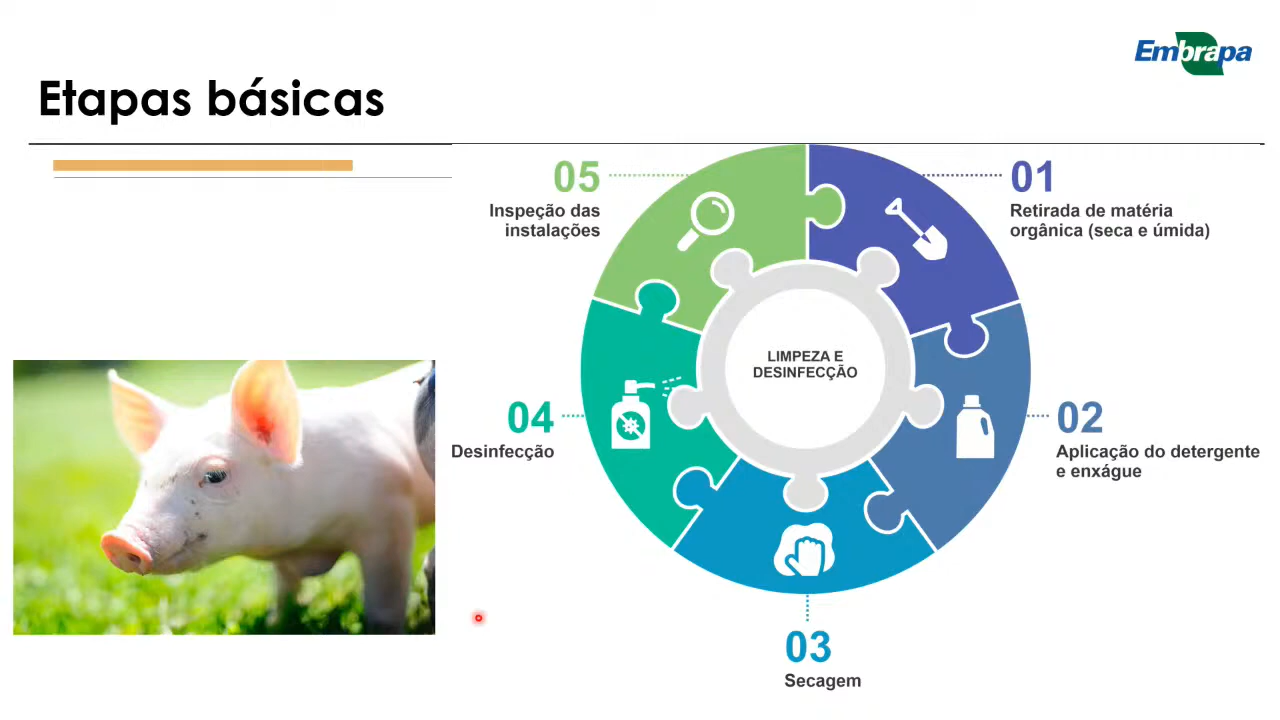 Embrapa
Etapas básicas
05
Inspeção das
instalações
01
Retirada de matéria
orgânica (seca e úmida)
LIMPEZA E
DESINFECÇÃO
04
Desinfecção
02
Aplicação do detergente
e enxágue
03
Secagem